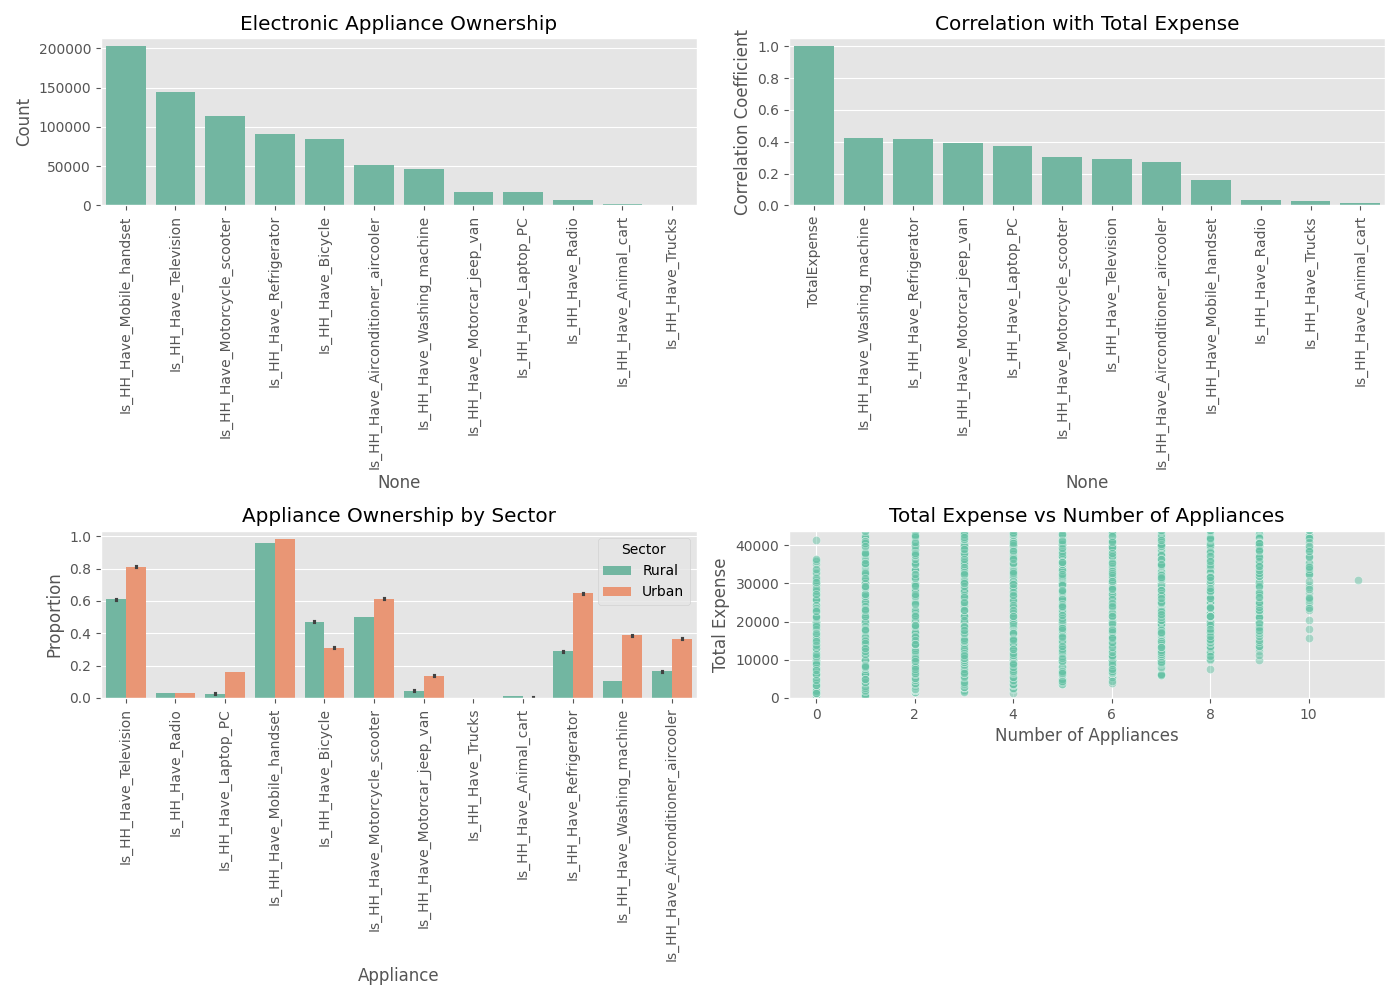 Electronic Appliance Ownership
Count
200000
150000
100000
50000
0
Is_HH_Have_Mobile_handset
Is_HH_Have_Television
Is_HH_Have_Motorcycle_scooter
Is_HH_Have_Refrigerator
Is_HH_Have_Bicycle
Is_HH_Have_Airconditioner_aircooler
Is_HH_Have_Washing_machine
Is_HH_Have_Motorcar_jeep_van
Is_HH_Have_Laptop_PC
Is_HH_Have_Radio
Is_HH_Have_Animal_cart
Is_HH_Have_Trucks
None
Correlation with Total Expense
Correlation Coefficient
1.0
0.8
0.6
0.4
0.2
0.0
TotalExpense
Is_HH_Have_Washing_machine
Is_HH_Have_Refrigerator
Is_HH_Have_Motorcar_jeep_van
Is_HH_Have_Laptop_PC
Is_HH_Have_Motorcycle_scooter
Is_HH_Have_Television
Is_HH_Have_Airconditioner_aircooler
Is_HH_Have_Mobile_handset
Is_HH_Have_Radio
Is_HH_Have_Trucks
Is_HH_Have_Animal_cart
None
Appliance Ownership by Sector
Proportion
1.0
0.8
0.6
0.4
0.2
0.0
Sector
Rural
Urban
Is_HH_Have_Television
Is_HH_Have_Radio
Is_HH_Have_Laptop_PC
Is_HH_Have_Mobile_handset
Is_HH_Have_Bicycle
Is_HH_Have_Motorcycle_scooter
Is_HH_Have_Motorcar_jeep_van
Is_HH_Have_Trucks
Is_HH_Have_Animal_cart
Is_HH_Have_Refrigerator
Is_HH_Have_Washing_machine
Is_HH_Have_Airconditioner_aircooler
Appliance
Total Expense vs Number of Appliances
Total Expense
40000
30000
20000
10000
0
0 2 4 6 8 10
Number of Appliances